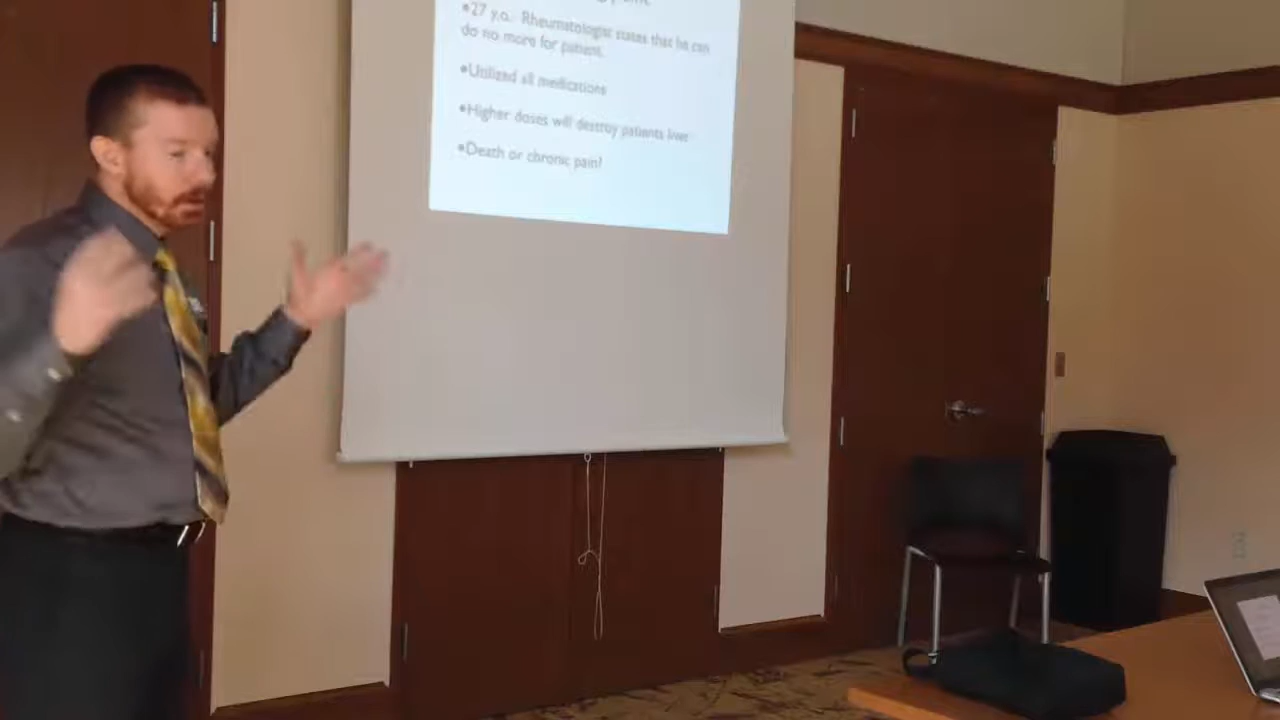 •27 y.o. Rheumatologist states that he can
do no more for patient.
•Utilized all medications
•Higher doses will destroy patients liver
•Death or chronic pain?